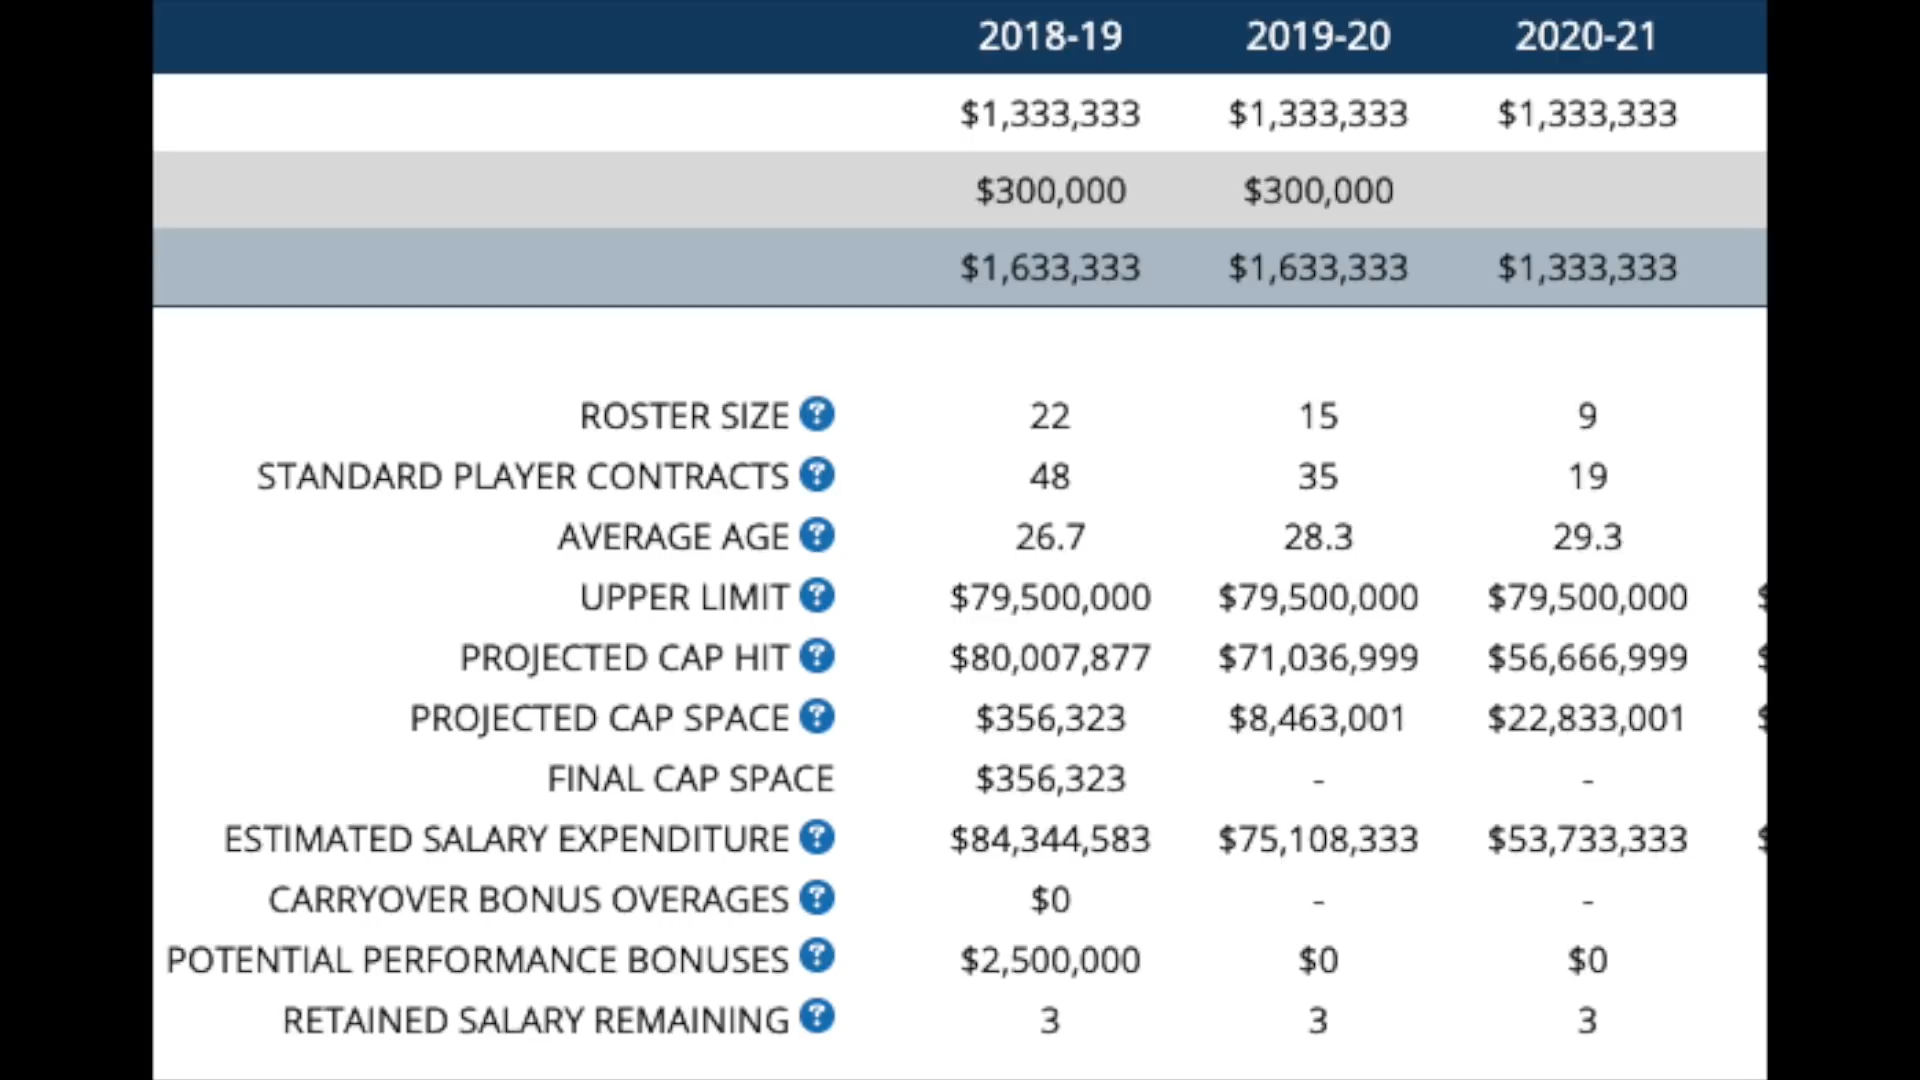 2018-19 2019-20 2020-21
$1,333,333 $1,333,333 $1,333,333
$300,000 $300,000
$1,633,333 $1,633,333 $1,333,333
ROSTER SIZE ? 22 15 9
STANDARD PLAYER CONTRACTS ? 48 35 19
AVERAGE AGE ? 26.7 28.3 29.3
UPPER LIMIT ? $79,500,000 $79,500,000 $79,500,000 $
PROJECTED CAP HIT ? $80,007,877 $71,036,999 $56,666,999 $
PROJECTED CAP SPACE ? $356,323 $8,463,001 $22,833,001 $
FINAL CAP SPACE $356,323 - -
ESTIMATED SALARY EXPENDITURE ? $84,344,583 $75,108,333 $53,733,333 $
CARRYOVER BONUS OVERAGES ? $0 - -
POTENTIAL PERFORMANCE BONUSES ? $2,500,000 $0 $0
RETAINED SALARY REMAINING ? 3 3 3